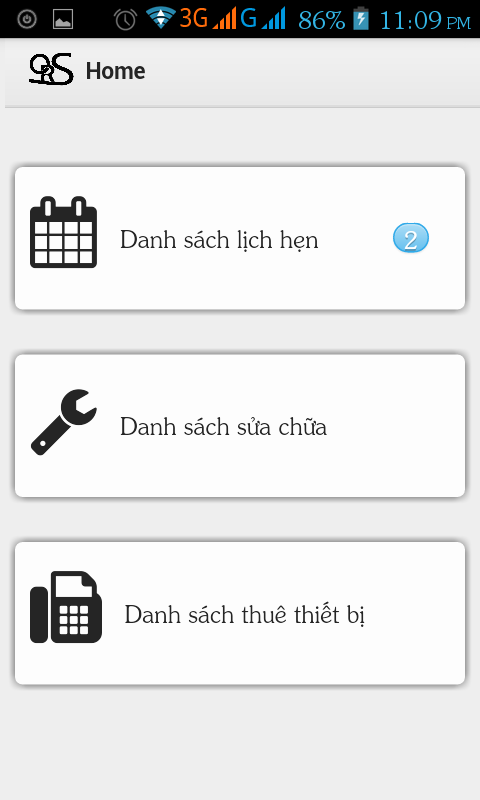 3G G 86% 11:09 PM
QRS Home
Danh sách lịch hẹn 2
Danh sách sửa chữa
Danh sách thuê thiết bị